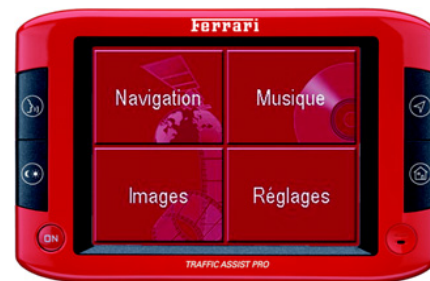 Ferrari
Navigation Musique
Images Réglages
ON
TRAFFIC ASSIST PRO